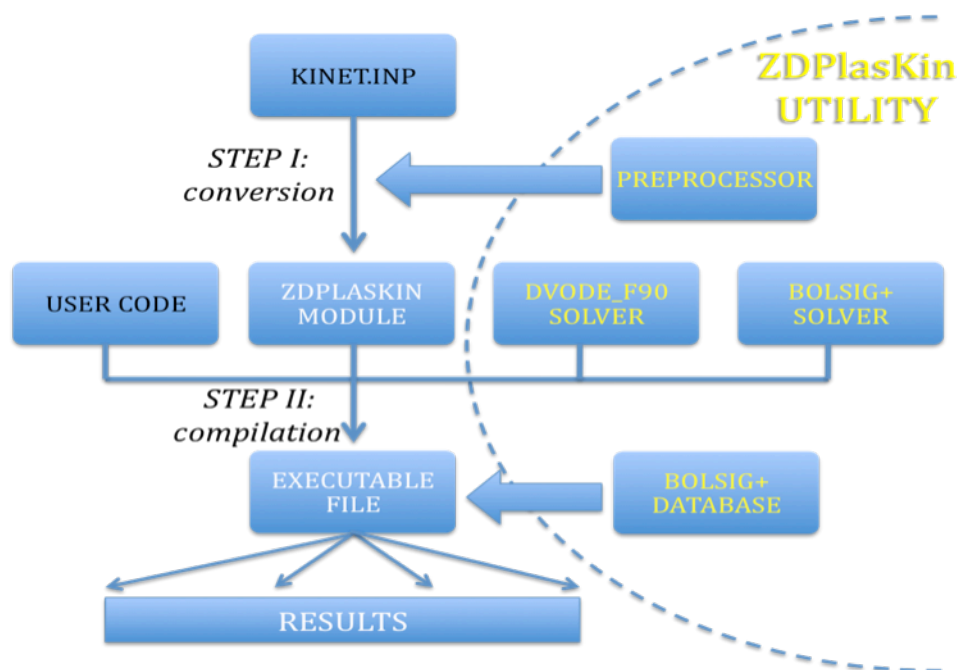 KINET.INP
ZDPlasKin
UTILITY
STEP I:
conversion
PREPROCESSOR
USER CODE
ZDPLASKIN
MODULE
DVODE_F90
SOLVER
BOLSIG+
SOLVER
STEP II:
compilation
EXECUTABLE
FILE
BOLSIG+
DATABASE
RESULTS